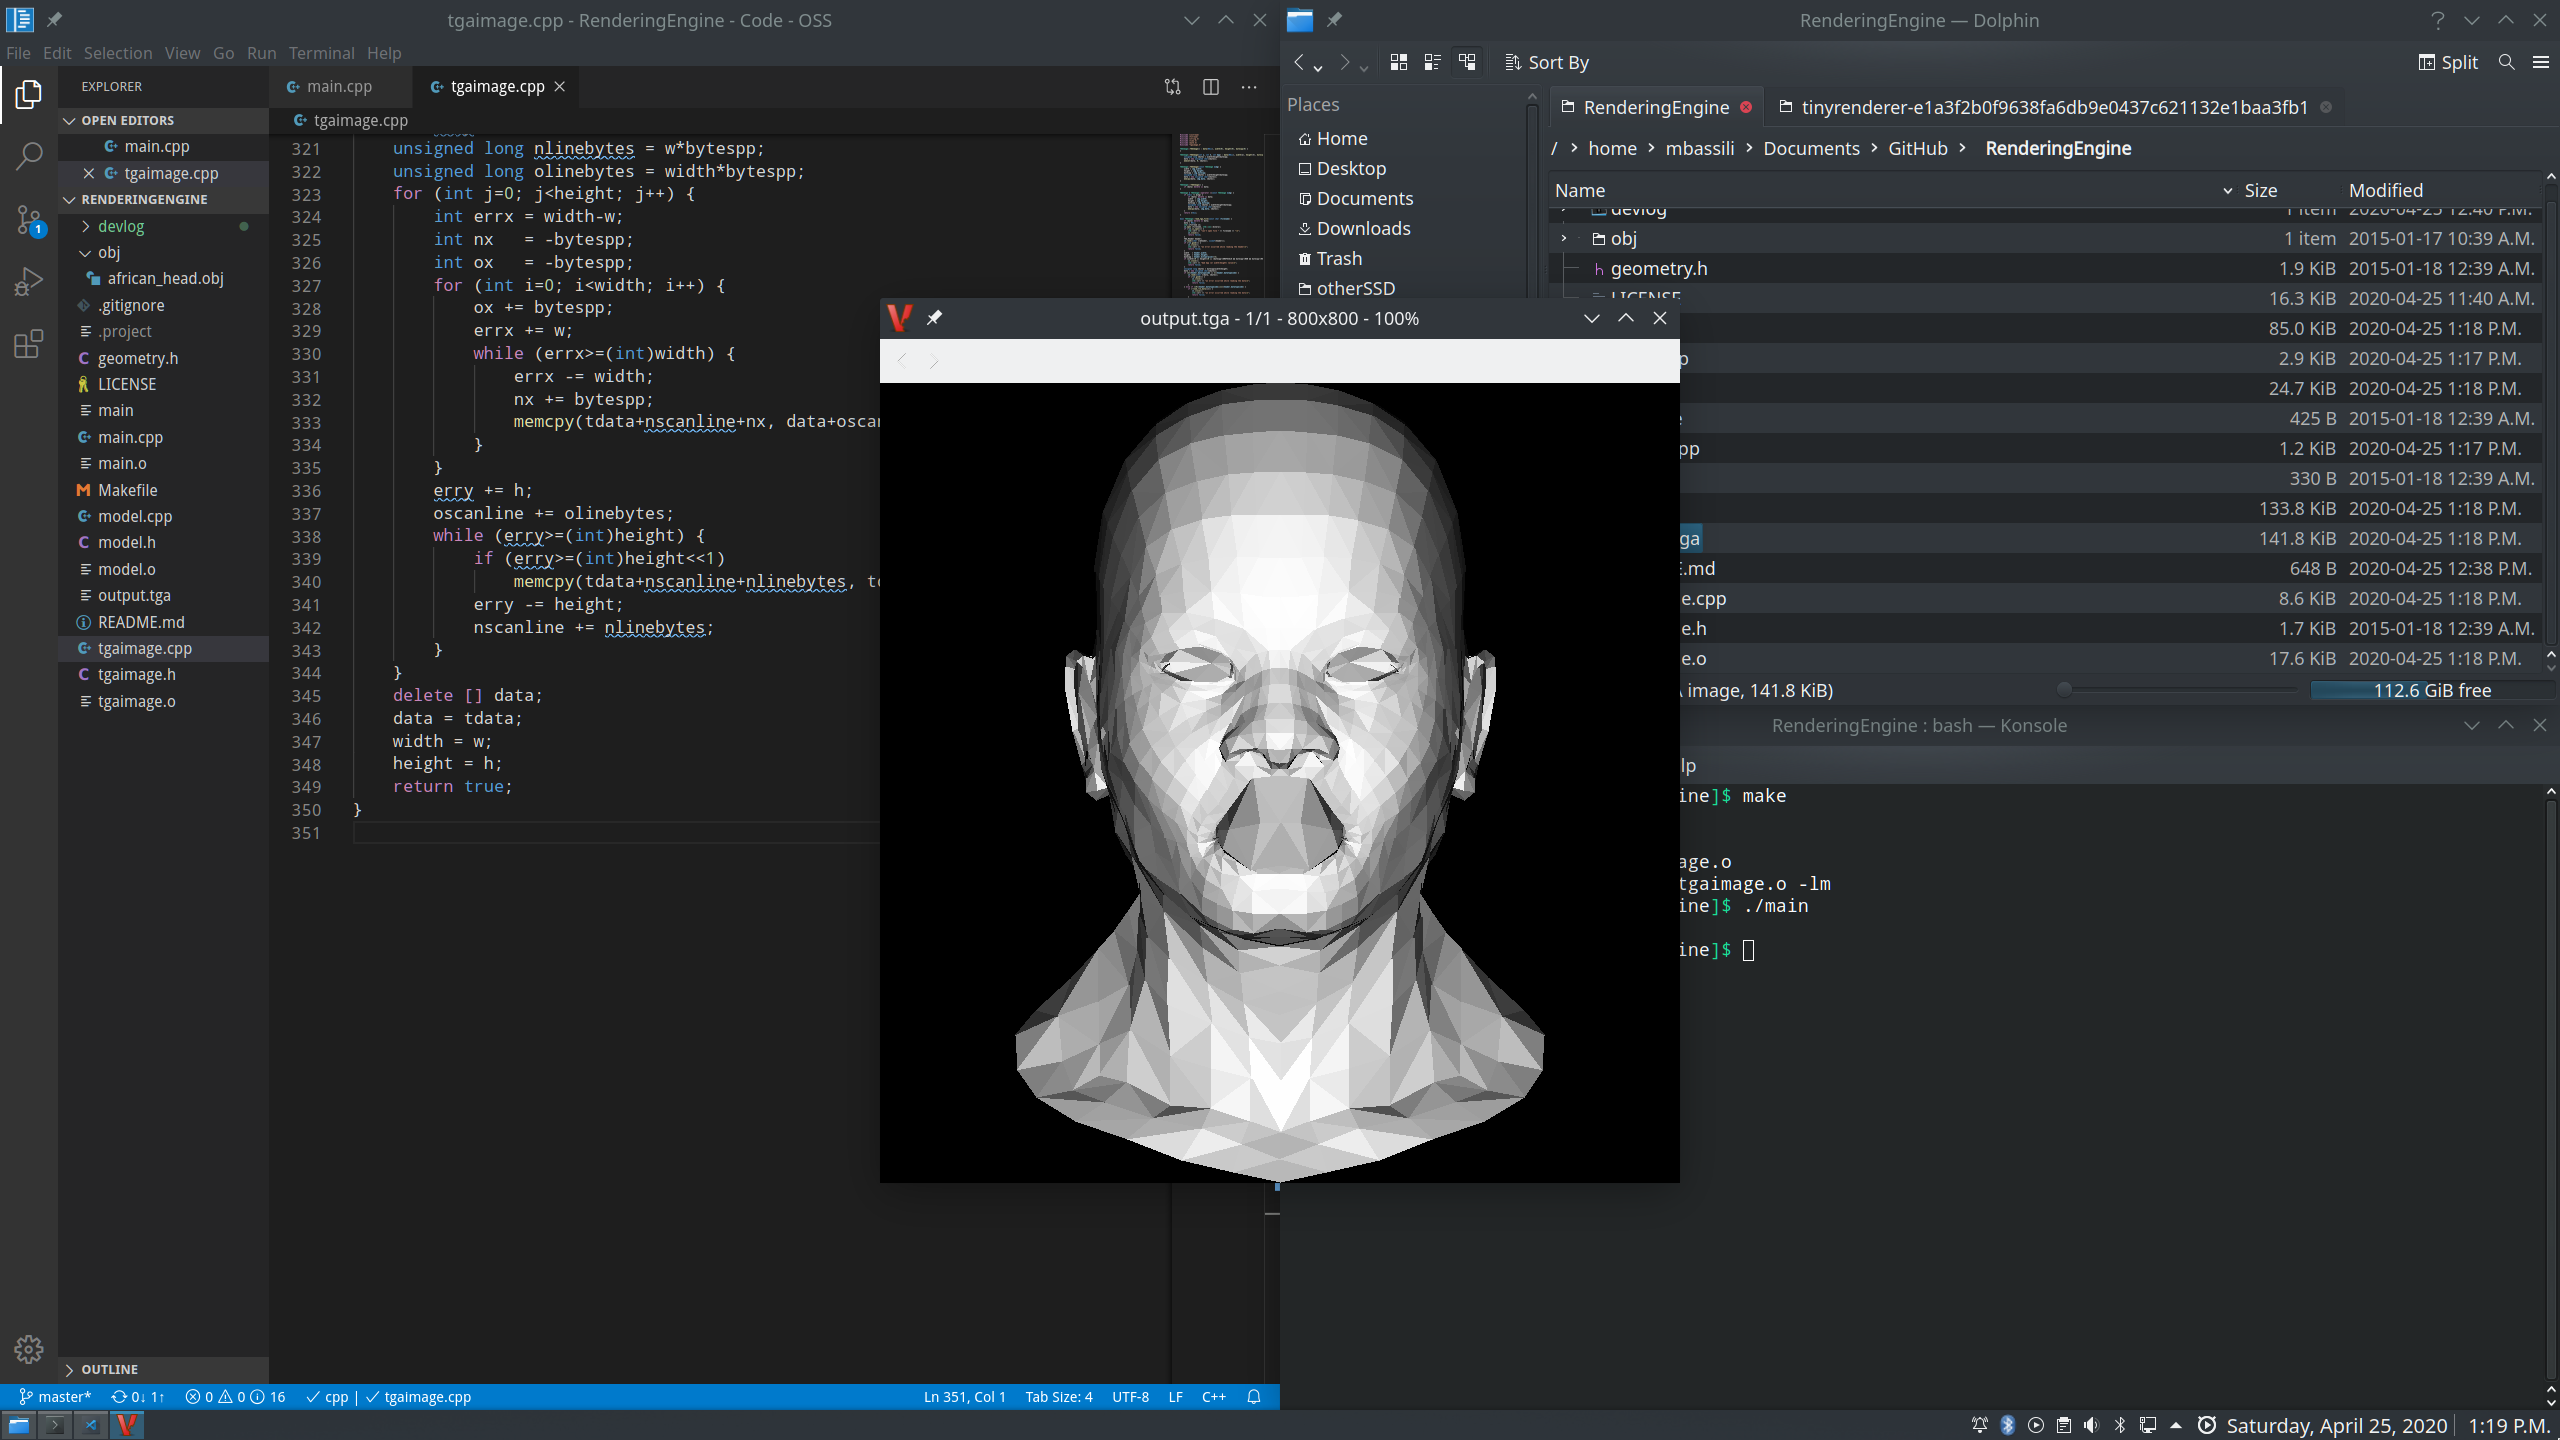 tgaimage.cpp - RenderingEngine - Code - OSS
File Edit Selection View Go Run Terminal Help
EXPLORER
OPEN EDITORS
main.cpp
tgaimage.cpp
RENDERINGENGINE
devlog
obj
african_head.obj
.gitignore
.project
geometry.h
LICENSE
main
main.cpp
main.o
Makefile
model.cpp
model.h
model.o
output.tga
README.md
tgaimage.cpp
tgaimage.h
tgaimage.o
OUTLINE
1
main.cpp tgaimage.cpp
tgaimage.cpp
321 unsigned long nlinebytes = w*bytespp;
322 unsigned long olinebytes = width*bytespp;
323 for (int j=0; j<height; j++) {
324 int errx = width-w;
325 int nx   = -bytespp;
326 int ox   = -bytespp;
327 for (int i=0; i<width; i++) {
328 ox += bytespp;
329 errx += w;
330 while (errx>=(int)width) {
331 errx -= width;
332 nx += bytespp;
333 memcpy(tdata+nscanline+nx, data+oscan
334 }
335 }
336 erry += h;
337 oscanline += olinebytes;
338 while (erry>=(int)height) {
339 if (erry>=(int)height<<1)
340 memcpy(tdata+nscanline+nlinebytes, td
341 erry -= height;
342 nscanline += nlinebytes;
343 }
344 }
345 delete [] data;
346 data = tdata;
347 width = w;
348 height = h;
349 return true;
350 }
351
master* 0↓ 1↑ 0 0 16 cpp | tgaimage.cpp
Ln 351, Col 1 Tab Size: 4 UTF-8 LF C++
RenderingEngine — Dolphin
Sort By Split
Places
Home
Desktop
Documents
Downloads
Trash
otherSSD
RenderingEngine tinyrenderer-e1a3f2b0f9638fa6db9e0437c621132e1baa3fb1
/ > home > mbassili > Documents > GitHub > RenderingEngine
Name Size Modified
devlog 1 item 2020-04-25 12:40 P.M.
obj 1 item 2015-01-17 10:39 A.M.
geometry.h 1.9 KiB 2015-01-18 12:39 A.M.
LICENSE 16.3 KiB 2020-04-25 11:40 A.M.
85.0 KiB 2020-04-25 1:18 P.M.
p 2.9 KiB 2020-04-25 1:17 P.M.
24.7 KiB 2020-04-25 1:18 P.M.
e 425 B 2015-01-18 12:39 A.M.
pp 1.2 KiB 2020-04-25 1:17 P.M.
330 B 2015-01-18 12:39 A.M.
133.8 KiB 2020-04-25 1:18 P.M.
ga 141.8 KiB 2020-04-25 1:18 P.M.
E.md 648 B 2020-04-25 12:38 P.M.
e.cpp 8.6 KiB 2020-04-25 1:18 P.M.
e.h 1.7 KiB 2015-01-18 12:39 A.M.
e.o 17.6 KiB 2020-04-25 1:18 P.M.
image, 141.8 KiB) 112.6 GiB free
output.tga - 1/1 - 800x800 - 100%
RenderingEngine : bash — Konsole
lp
ine]$ make
age.o
tgaimage.o -lm
ine]$ ./main
ine]$
Saturday, April 25, 2020 1:19 P.M.